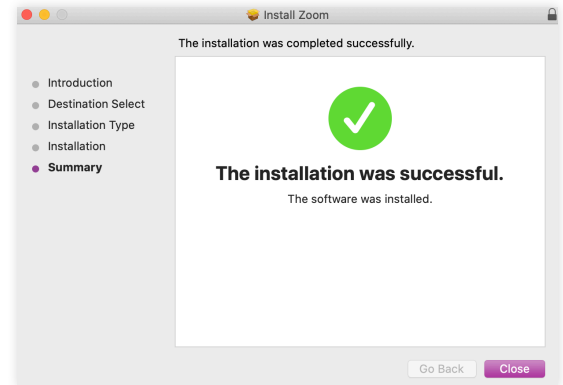 Install Zoom
The installation was completed successfully.
Introduction
Destination Select
Installation Type
Installation
Summary
The installation was successful.
The software was installed.
Go Back
Close